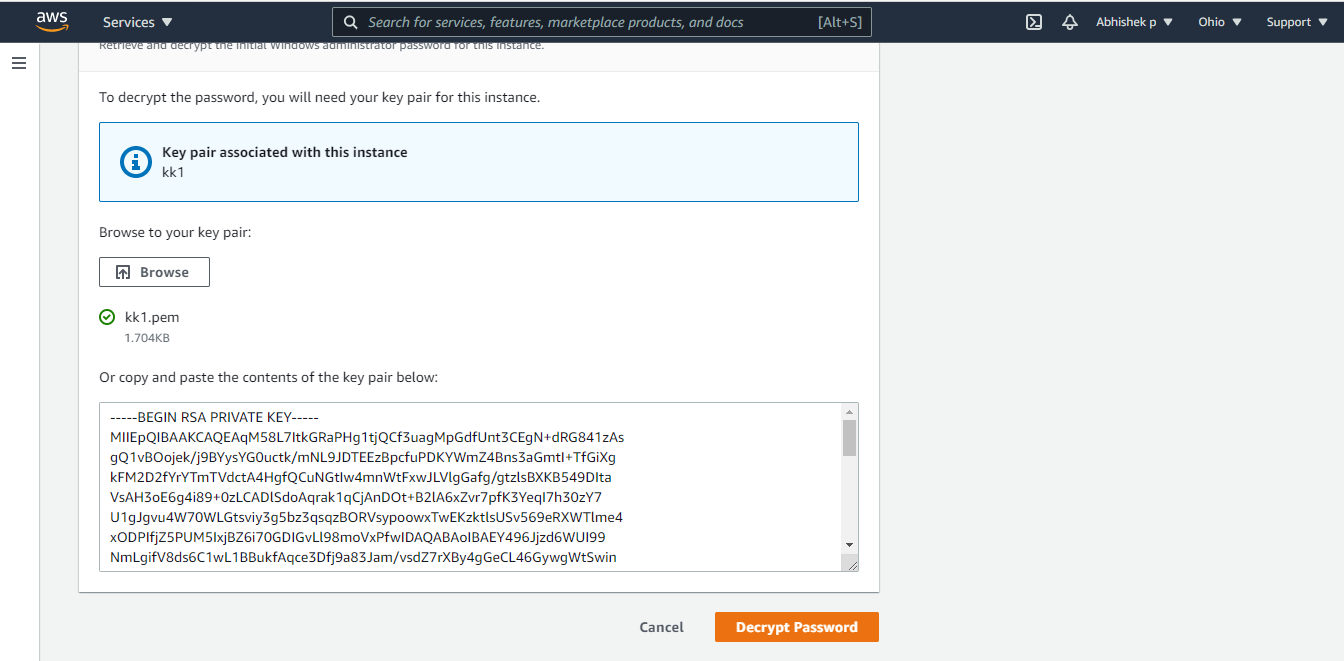 aws
Services
Search for services, features, marketplace products, and docs
[Alt+S]
Abhishek p
Ohio
Support
Retrieve and decrypt the initial Windows administrator password for this instance.
To decrypt the password, you will need your key pair for this instance.
Key pair associated with this instance
kk1
Browse to your key pair:
Browse
kk1.pem
1.704KB
Or copy and paste the contents of the key pair below:
-----BEGIN RSA PRIVATE KEY-----
MIIEpQIBAAKCAQEAqM58L7ItkGRaPHg1tjQCf3uagMpGdfUnt3CEgN+dRG841zAs
gQ1vBOojek/j9BYysYG0uctk/mNL9JDTEEzBpcfuPDKYWmZ4Bns3aGmtI+TfGiXg
kFM2D2fYrYTmTVdctA4HgfQCuNGtIw4mnWtFxwJLVlgGafg/gtzlsBXKB549DIta
VsAH3oE6g4i89+0zLCADlSdoAqrak1qCjAnDOt+B2lA6xZvr7pfK3YeqI7h30zY7
U1gJgvu4W70WLGtsviy3g5bz3qsqzBORVsypoowxTwEKzktlsUSv569eRXWTlme4
xODPIfjZ5PUM5IxjBZ6i70GDIGvLl98moVxPfwIDAQABAoIBAEY496Jjzd6WUI99
NmLgifV8ds6C1wL1BBukfAqce3Dfj9a83Jam/vsdZ7rXBy4gGeCL46GywgWtSwin
Cancel
Decrypt Password